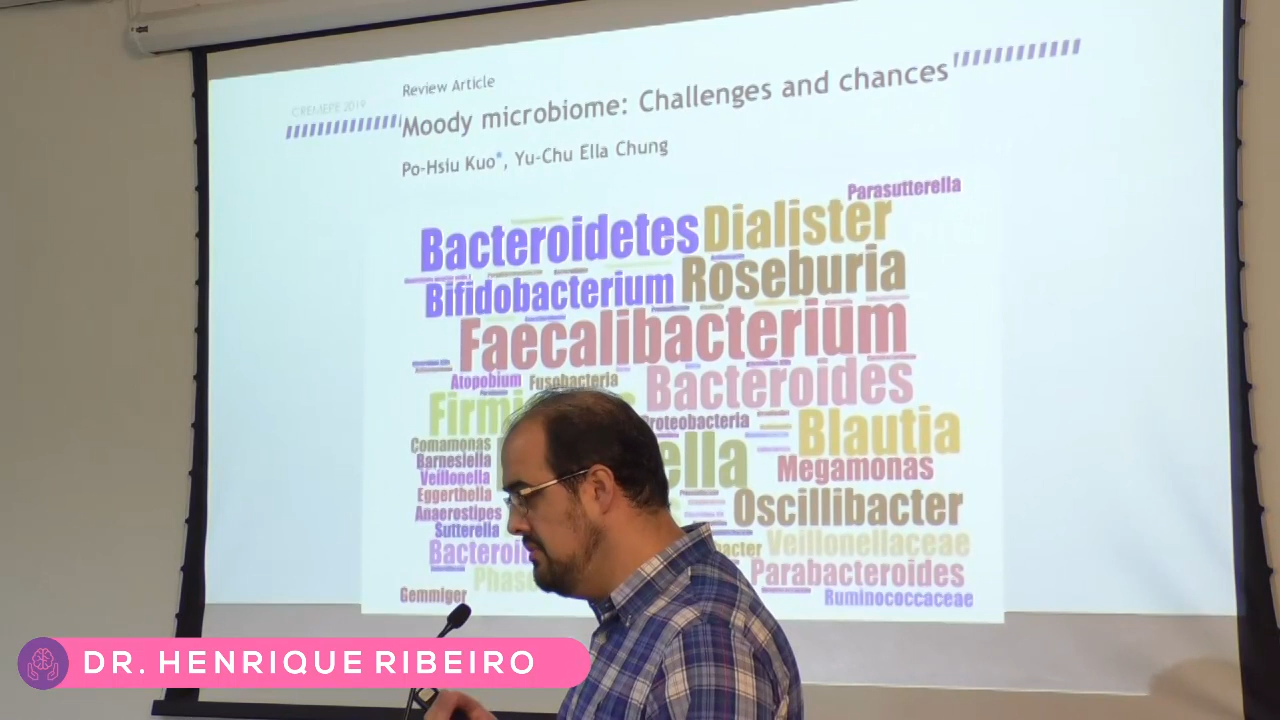 CREMEPE 2019
Review Article
Moody microbiome: Challenges and chances
Po-Hsiu Kuo*, Yu-Chu Ella Chung
Parasutterella
Bacteroidetes Dialister
Bifidobacterium Roseburia
Faecalibacterium
Atopobium Fusobacteria Bacteroides
Proteobacteria
Comamonas Blautia
Barnesiella ella Megamonas
Veillonella
Eggerthella
Anaerostipes Oscillibacter
Sutterella
Veillonellaceae
Parabacteroides
Gemmiger Ruminococcaceae
DR. HENRIQUE RIBEIRO